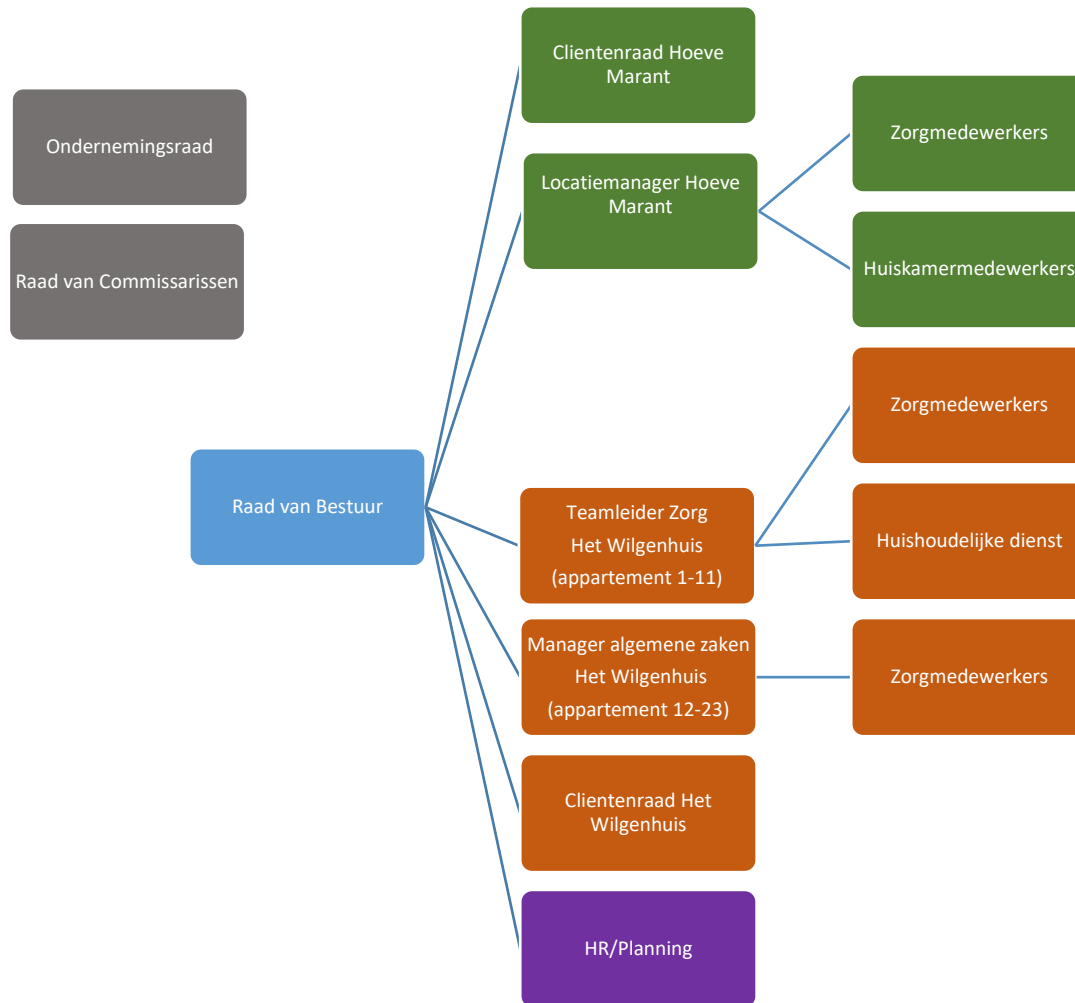 Clientenraad Hoeve
Marant
Ondernemingsraad
Zorgmedewerkers
Locatiemanager Hoeve
Marant
Raad van Commissarissen
Huiskamermedewerkers
Zorgmedewerkers
Raad van Bestuur
Teamleider Zorg
Het Wilgenhuis
(appartement 1-11)
Huishoudelijke dienst
Manager algemene zaken
Het Wilgenhuis
(appartement 12-23)
Zorgmedewerkers
Clientenraad Het
Wilgenhuis
HR/Planning